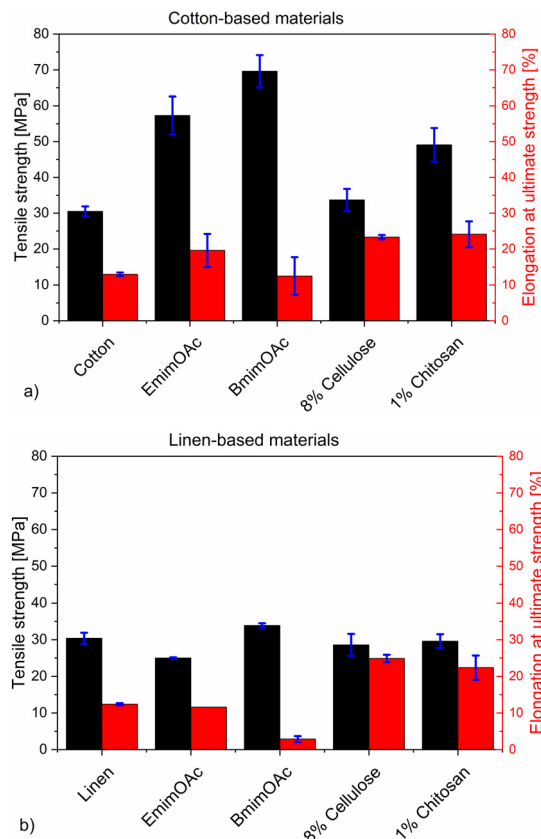 Cotton-based materials
Tensile strength [MPa]
80
70
60
50
40
30
20
10
0
80
70
60
50
40
30
20
10
0
Elongation at ultimate strength [%]
Cotton
EmimOAc
BmimOAc
8% Cellulose
1% Chitosan
a)
Linen-based materials
Tensile strength [MPa]
80
70
60
50
40
30
20
10
0
80
70
60
50
40
30
20
10
0
Elongation at ultimate strength [%]
Linen
EmimOAc
BmimOAc
8% Cellulose
1% Chitosan
b)